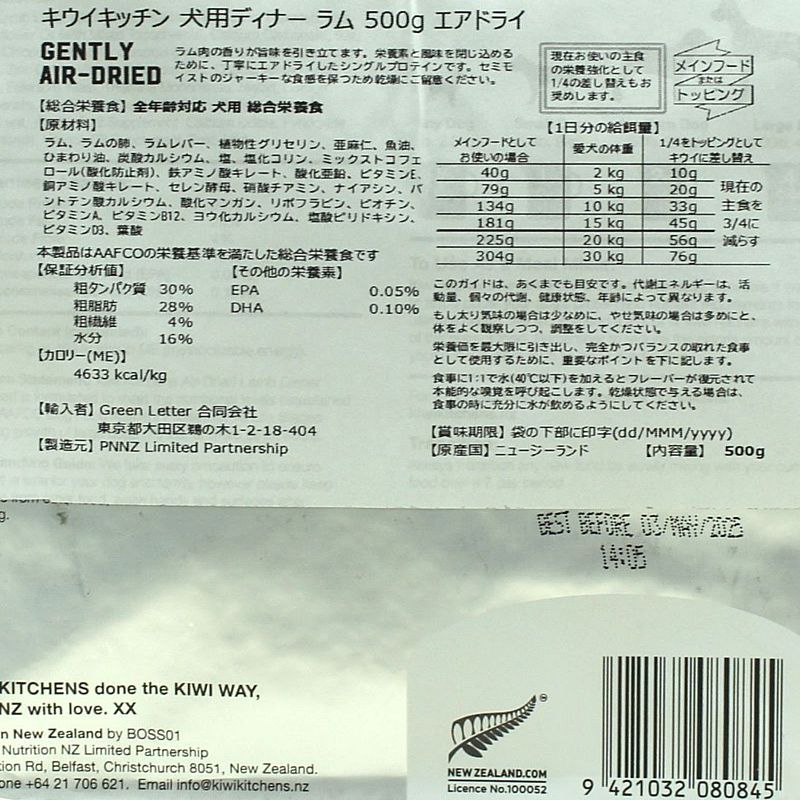 キウイキッチン 犬用ディナー ラム 500g エアドライ
GENTLY
AIR-DRIED
ラム肉の香りが旨味を引き立てます。栄養素と風味を閉じ込める
ために、丁寧にエアドライしたシングルプロテインです。セミモ
イストのジャーキーな食感を保つため乾燥にご留意ください。
現在お使いの主食
の栄養強化として
1/4の差し替えもお
奨めします。
メインフード
または
トッピング
【総合栄養食】全年齢対応 犬用 総合栄養食
【原材料】
ラム、ラムの肺、ラムレバー、植物性グリセリン、亜麻仁、魚油、
ひまわり油、炭酸カルシウム、塩、塩化コリン、ミックストコフェ
ロール(酸化防止剤)、鉄アミノ酸キレート、酸化亜鉛、ビタミンE、
銅アミノ酸キレート、セレン酵母、硝酸チアミン、ナイアシン、パ
ントテン酸カルシウム、酸化マンガン、リボフラビン、ビオチン、
ビタミンA、ビタミンB12、ヨウ化カルシウム、塩酸ピリドキシン、
ビタミンD3、葉酸
本製品はAAFCOの栄養基準を満たした総合栄養食です
【保証分析値】 【その他の栄養素】
粗タンパク質 30% EPA 0.05%
粗脂肪 28% DHA 0.10%
粗繊維 4%
水分 16%
【カロリー(ME)】
4633 kcal/kg
【輸入者】Green Letter 合同会社
東京都大田区鵜の木1-2-18-404
【製造元】PNNZ Limited Partnership
【1日分の給餌量】
メインフードとして
お使いの場合
愛犬の体重
1/4をトッピングとして
キウイに差し替え
40g 2 kg 10g
79g 5 kg 20g
134g 10 kg 33g
181g 15 kg 45g
225g 20 kg 56g
304g 30 kg 76g
現在の
主食を
3/4に
減らす
このガイドは、あくまでも目安です。代謝エネルギーは、活
動量、個々の代謝、健康状態、年齢によって異なります。
もし太り気味の場合は少なめに、やせ気味の場合は多めにと、
体をよく観察しつつ、調整をしてください。
栄養価を最大限に引き出し、完全かつバランスの取れた食事
として使用するために、重要なポイントを下に記します。
食事に1:1で水(40℃以下)を加えるとフレーバーが復元されて
本能的な嗅覚を呼び起こします。乾燥状態で与える場合は、
食事の時に充分に水が飲めるようにしてください。
【賞味期限】袋の下部に印字(dd/MMM/yyyy)
【原産国】ニュージーランド 【内容量】 500g
BEST BEFORE 03/MAY/2025
14:05
KITCHENS done the KIWI WAY,
NZ with love. XX
n New Zealand by BOSS01
Nutrition NZ Limited Partnership
tion Rd, Belfast, Christchurch 8051, New Zealand.
one +64 21 706 621. Email info@kiwikitchens.nz
NEW ZEALAND.COM
Licence No.100052
9 421032 080845